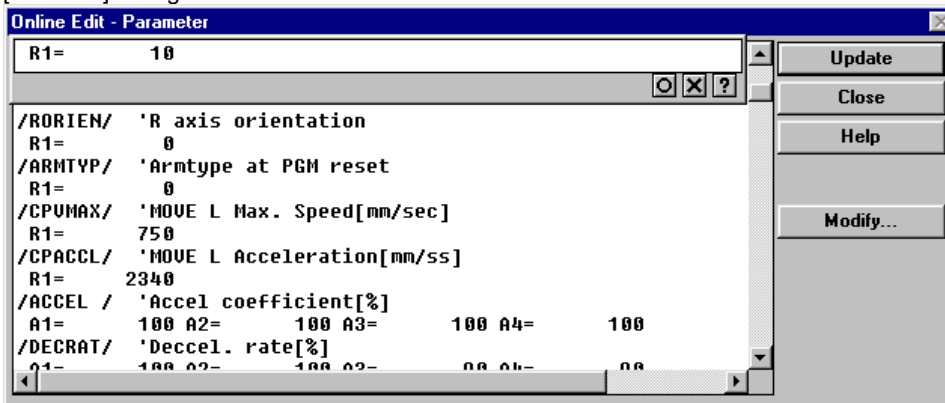 Online Edit - Parameter
R1= 10
Update
Close
Help
Modify...
/RORIEN/ 'R axis orientation
R1= 0
/ARMTYP/ 'Armtype at PGM reset
R1= 0
/CPVMAX/ 'MOVE L Max. Speed[mm/sec]
R1= 750
/CPACCL/ 'MOVE L Acceleration[mm/ss]
R1= 2340
/ACCEL / 'Accel coefficient[%]
A1= 100 A2= 100 A3= 100 A4= 100
/DECRAT/ 'Deccel. rate[%]